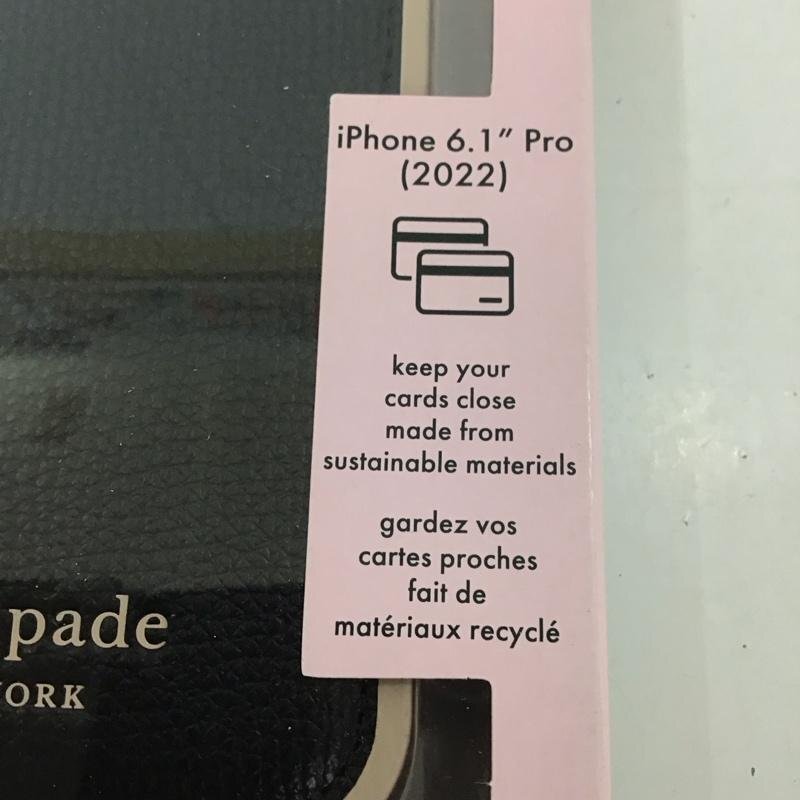 iPhone 6.1” Pro
(2022)
keep your
cards close
made from
sustainable materials
gardez vos
cartes proches
fait de
matériaux recyclé
pade
ORK